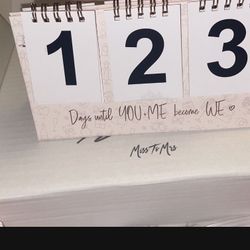 1 2 3
Days until YOU+ME become WE
Miss To Mrs